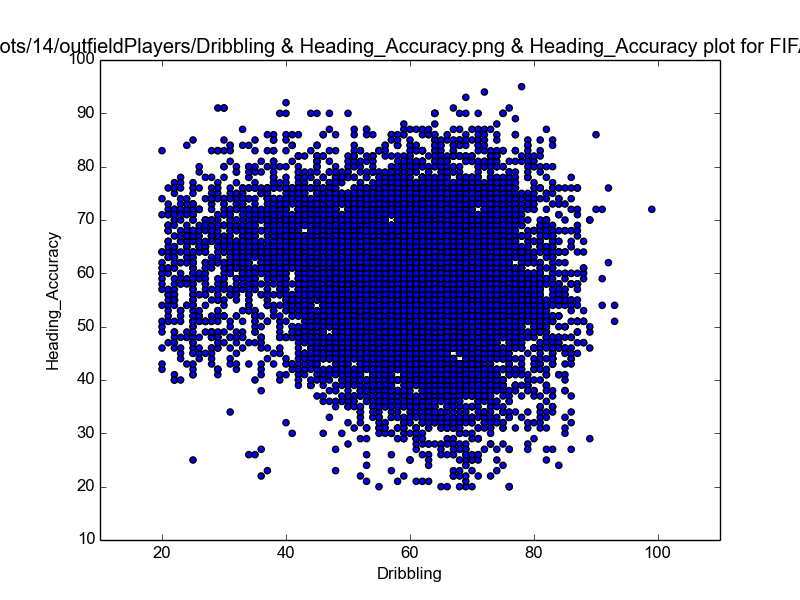 ots/14/outfieldPlayers/Dribbling & Heading_Accuracy.png & Heading_Accuracy plot for FIFA
100
90
80
70
60
50
40
30
20
10
Heading_Accuracy
20 40 60 80 100
Dribbling